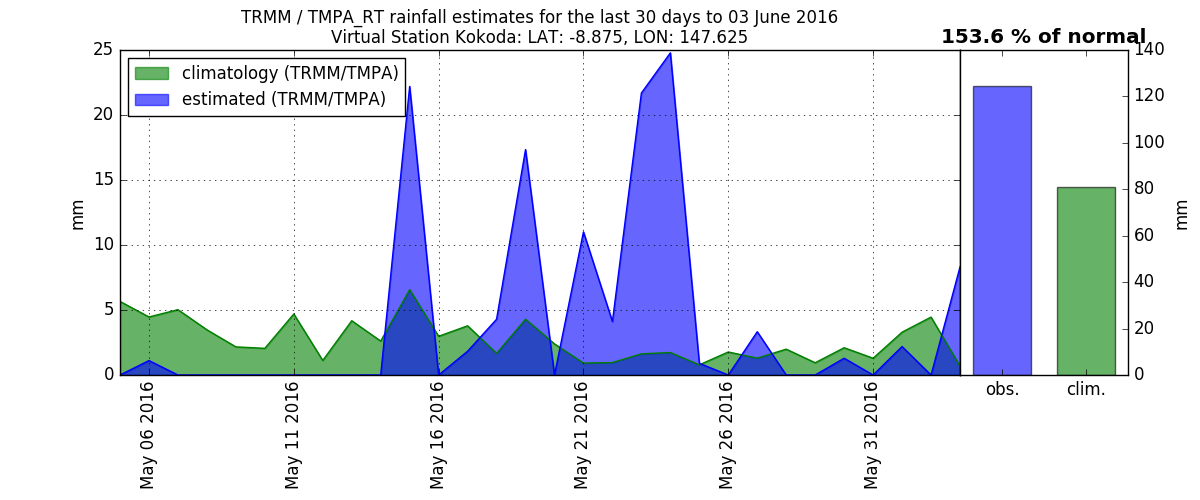 TRMM / TMPA_RT rainfall estimates for the last 30 days to 03 June 2016
Virtual Station Kokoda: LAT: -8.875, LON: 147.625
153.6 % of normal
climatology (TRMM/TMPA)
estimated (TRMM/TMPA)
25
20
15
10
5
0
mm
May 06 2016
May 11 2016
May 16 2016
May 21 2016
May 26 2016
May 31 2016
140
120
100
80
60
40
20
0
mm
obs.
clim.